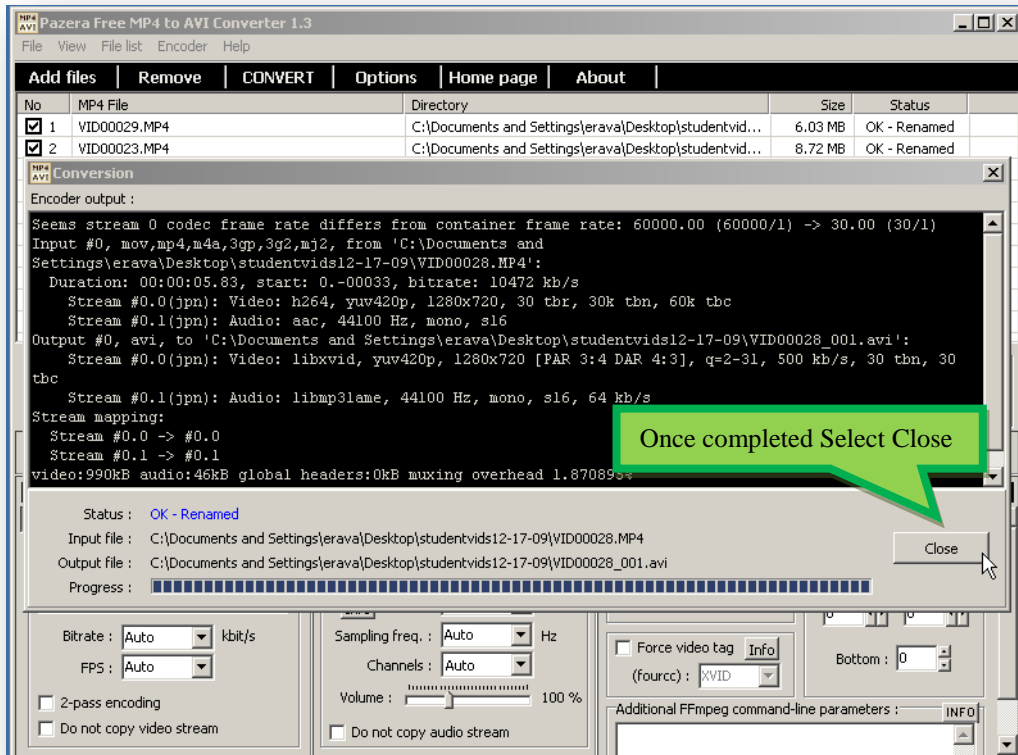 MP4 AVI Pazera Free MP4 to AVI Converter 1.3
File View File list Encoder Help
Add files Remove CONVERT Options Home page About
No MP4 File Directory Size Status
1 VID00029.MP4 C:\Documents and Settings\erava\Desktop\studentvid... 6.03 MB OK - Renamed
2 VID00023.MP4 C:\Documents and Settings\erava\Desktop\studentvid... 8.72 MB OK - Renamed
MP4 AVI Conversion
Encoder output :
Seems stream 0 codec frame rate differs from container frame rate: 60000.00 (60000/1) -> 30.00 (30/1)
Input #0, mov,mp4,m4a,3gp,3g2,mj2, from 'C:\Documents and
Settings\erava\Desktop\studentvids12-17-09\VID00028.MP4':
Duration: 00:00:05.83, start: 0.-00033, bitrate: 10472 kb/s
Stream #0.0(jpn): Video: h264, yuv420p, 1280x720, 30 tbr, 30k tbn, 60k tbc
Stream #0.1(jpn): Audio: aac, 44100 Hz, mono, s16
Output #0, avi, to 'C:\Documents and Settings\erava\Desktop\studentvids12-17-09\VID00028_001.avi':
Stream #0.0(jpn): Video: libxvid, yuv420p, 1280x720 [PAR 3:4 DAR 4:3], q=2-31, 500 kb/s, 30 tbn, 30
tbc
Stream #0.1(jpn): Audio: libmp3lame, 44100 Hz, mono, s16, 64 kb/s
Stream mapping:
Stream #0.0 -> #0.0
Stream #0.1 -> #0.1
video:990kB audio:46kB global headers:0kB muxing overhead 1.870895%
Once completed Select Close
Status : OK - Renamed
Input file : C:\Documents and Settings\erava\Desktop\studentvids12-17-09\VID00028.MP4
Output file : C:\Documents and Settings\erava\Desktop\studentvids12-17-09\VID00028_001.avi
Close
Progress :
Bitrate : Auto kbit/s
FPS : Auto
2-pass encoding
Do not copy video stream
Sampling freq. : Auto Hz
Channels : Auto
Volume : 100 %
Do not copy audio stream
Force video tag Info
(fourcc) : XVID
Bottom : 0
Additional FFmpeg command-line parameters : INFO